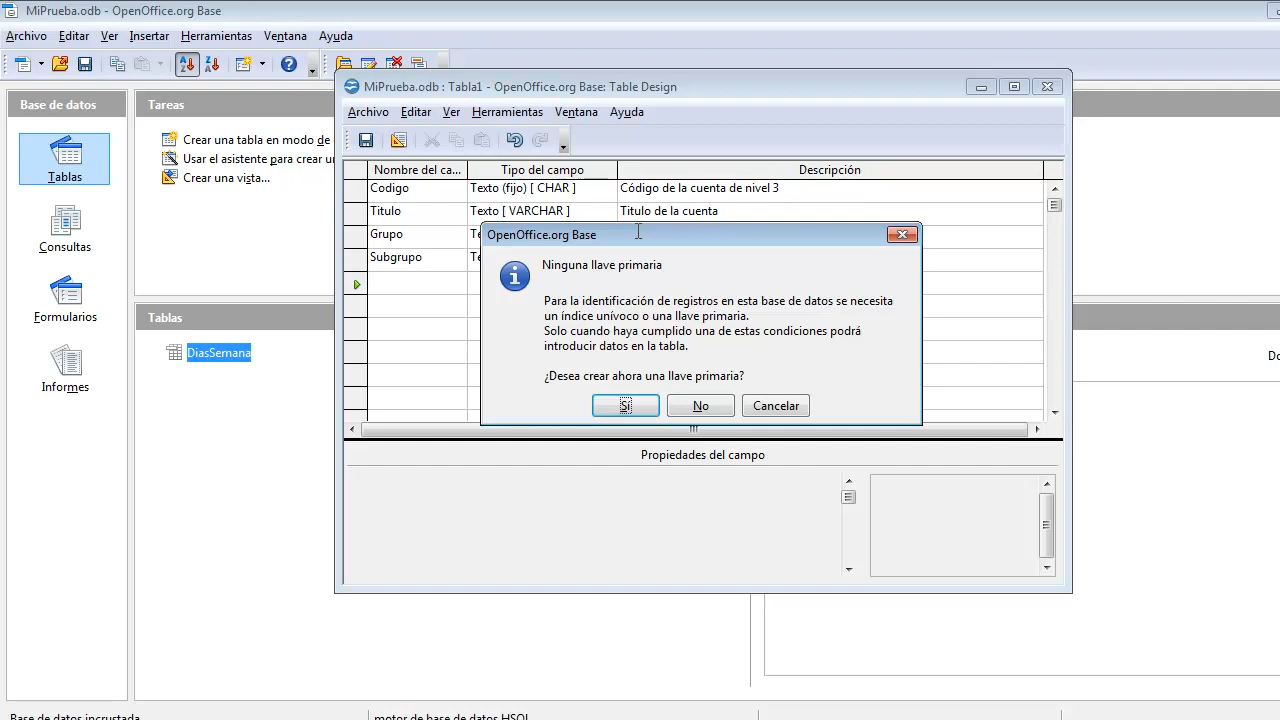 MiPrueba.odb - OpenOffice.org Base
Archivo Editar Ver Insertar Herramientas Ventana Ayuda
Base de datos
Tablas
Consultas
Formularios
Informes
Tareas
Crear una tabla en modo de
Usar el asistente para crear un
Crear una vista...
Tablas
DiasSemana
MiPrueba.odb : Tabla1 - OpenOffice.org Base: Table Design
Archivo Editar Ver Herramientas Ventana Ayuda
Nombre del ca... Tipo del campo Descripción
Codigo Texto (fijo) [ CHAR ] Código de la cuenta de nivel 3
Titulo Texto [ VARCHAR ] Titulo de la cuenta
Grupo
Subgrupo
OpenOffice.org Base
Ninguna llave primaria
Para la identificación de registros en esta base de datos se necesita
un índice unívoco o una llave primaria.
Solo cuando haya cumplido una de estas condiciones podrá
introducir datos en la tabla.
¿Desea crear ahora una llave primaria?
Sí No Cancelar
Propiedades del campo
Do
Base de datos incrustada motor de base de datos HSQL